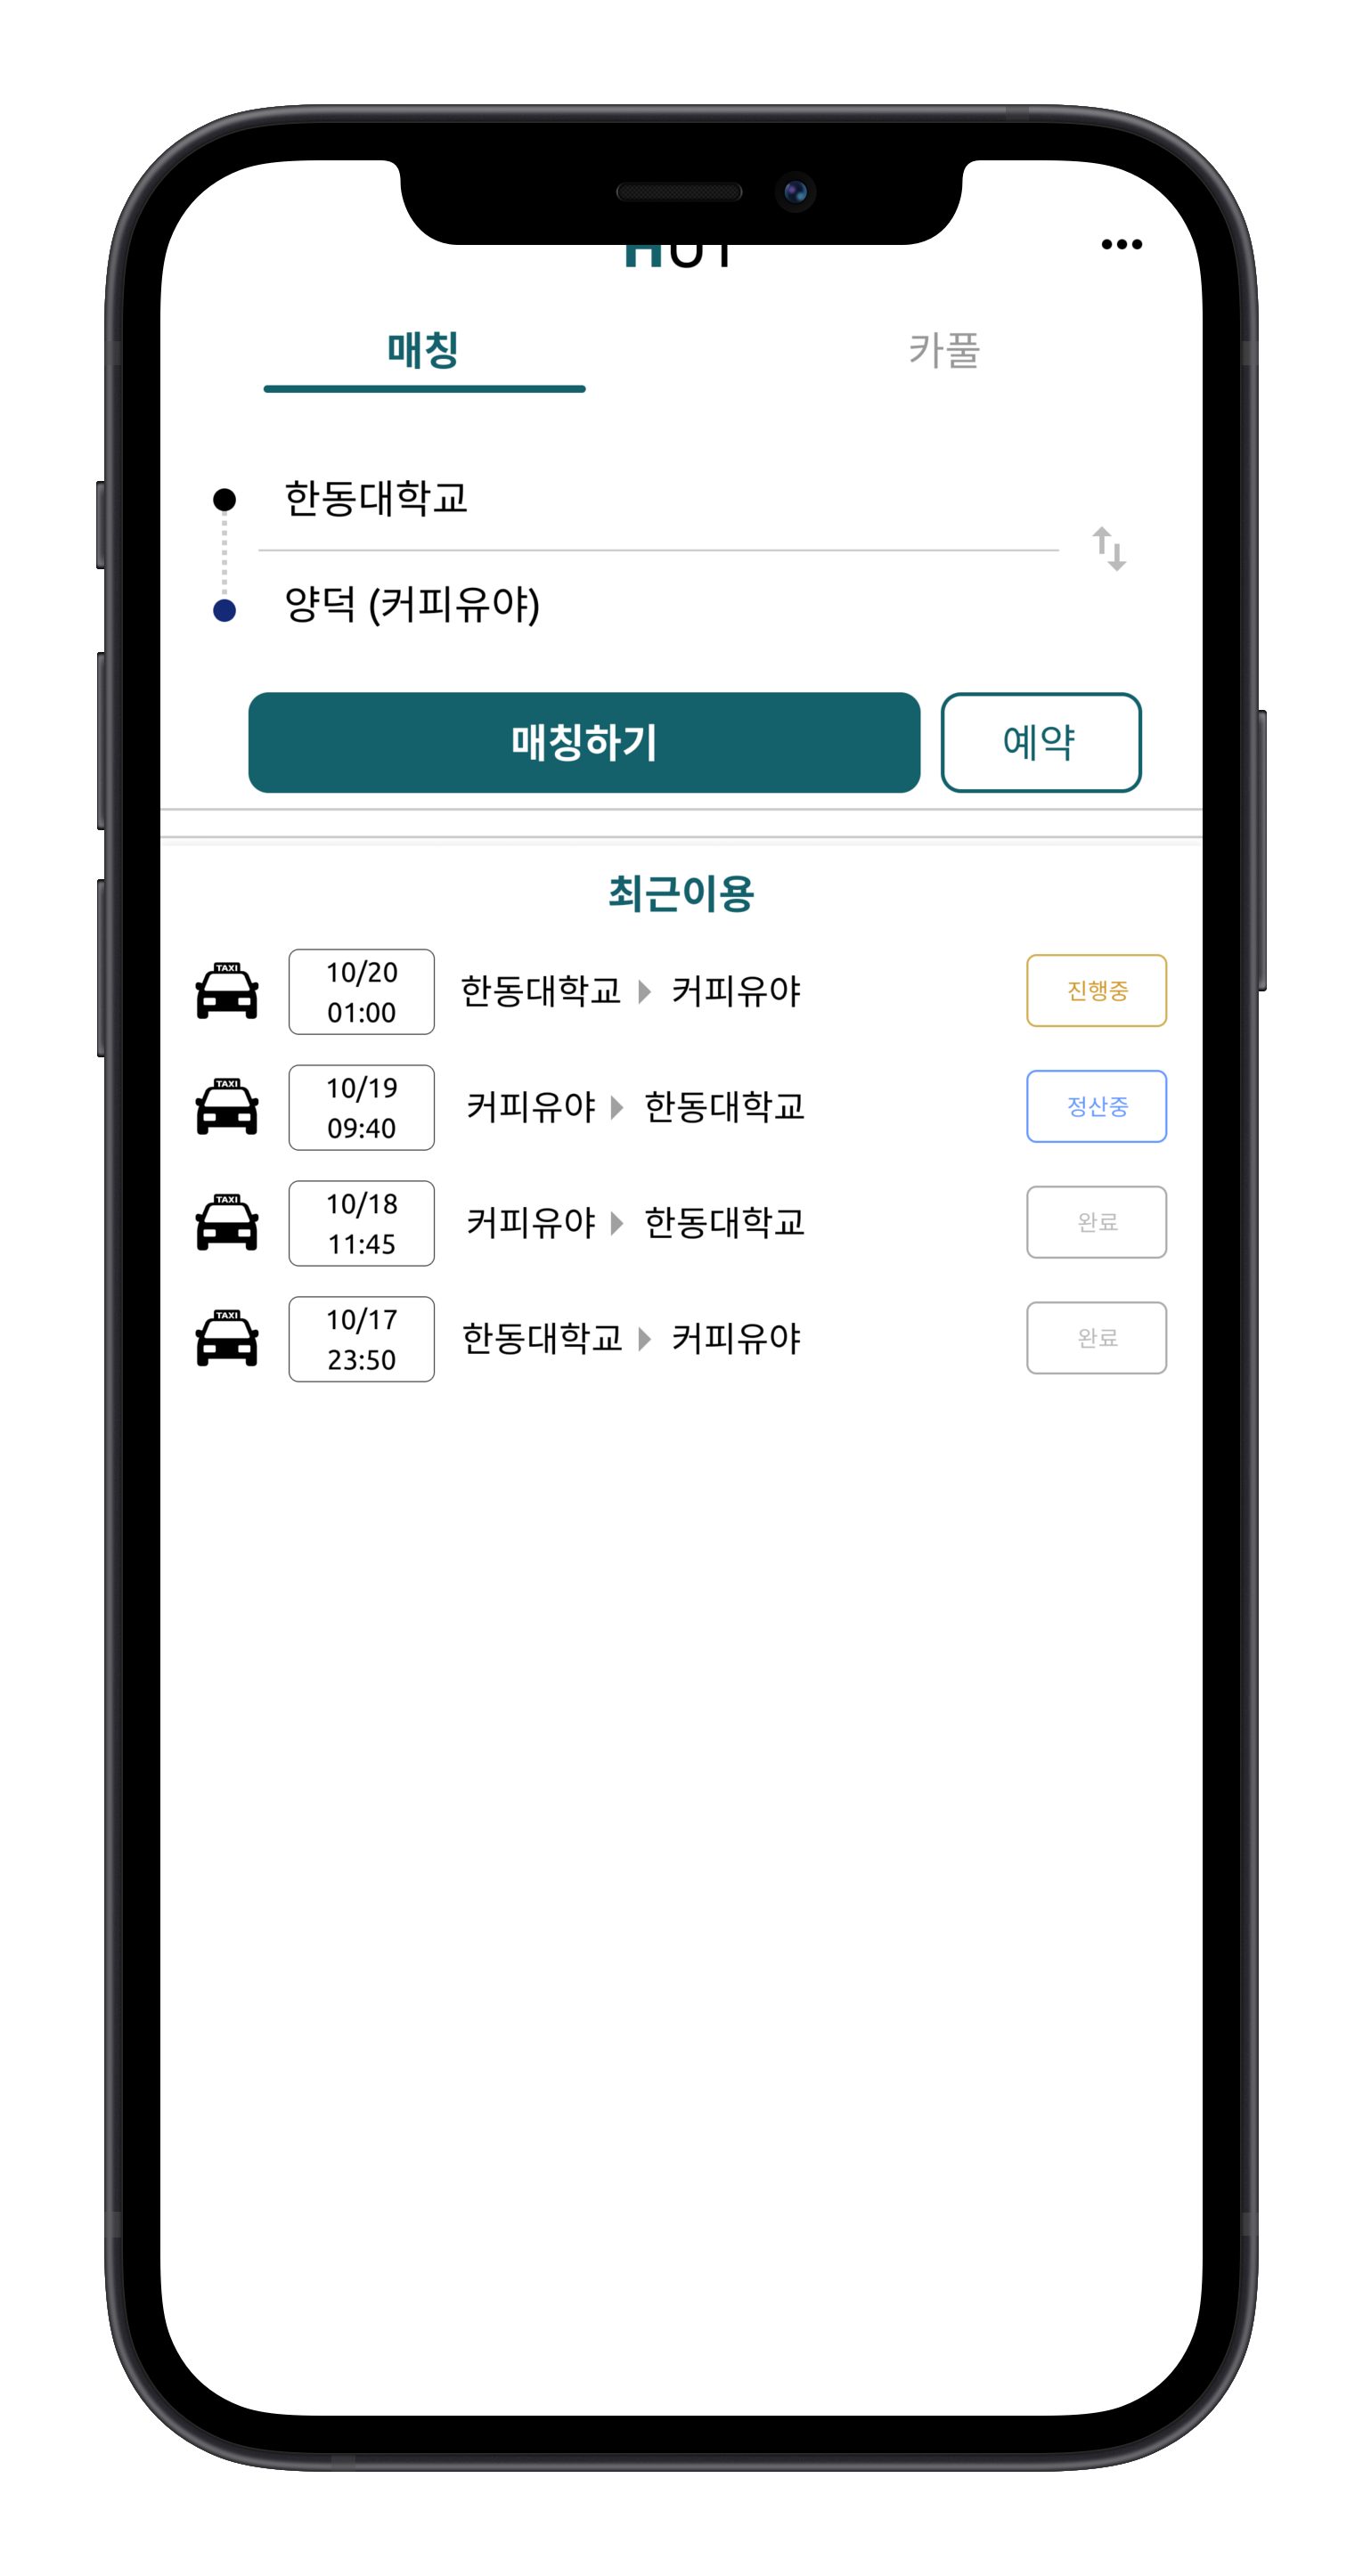 매칭 카풀
한동대학교
양덕 (커피유야)
매칭하기 예약
최근이용
TAXI 10/20 01:00 한동대학교 커피유야 진행중
TAXI 10/19 09:40 커피유야 한동대학교 정산중
TAXI 10/18 11:45 커피유야 한동대학교 완료
TAXI 10/17 23:50 한동대학교 커피유야 완료